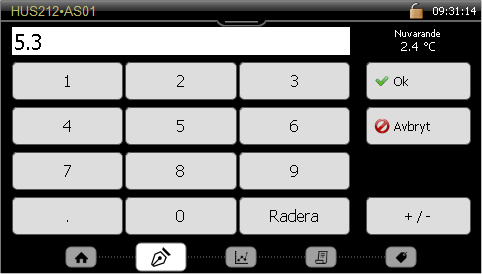 HUS212•AS01 09:31:14
5.3
Nuvarande
2.4 °C
1 2 3 Ok
4 5 6 Avbryt
7 8 9
. 0 Radera +/-